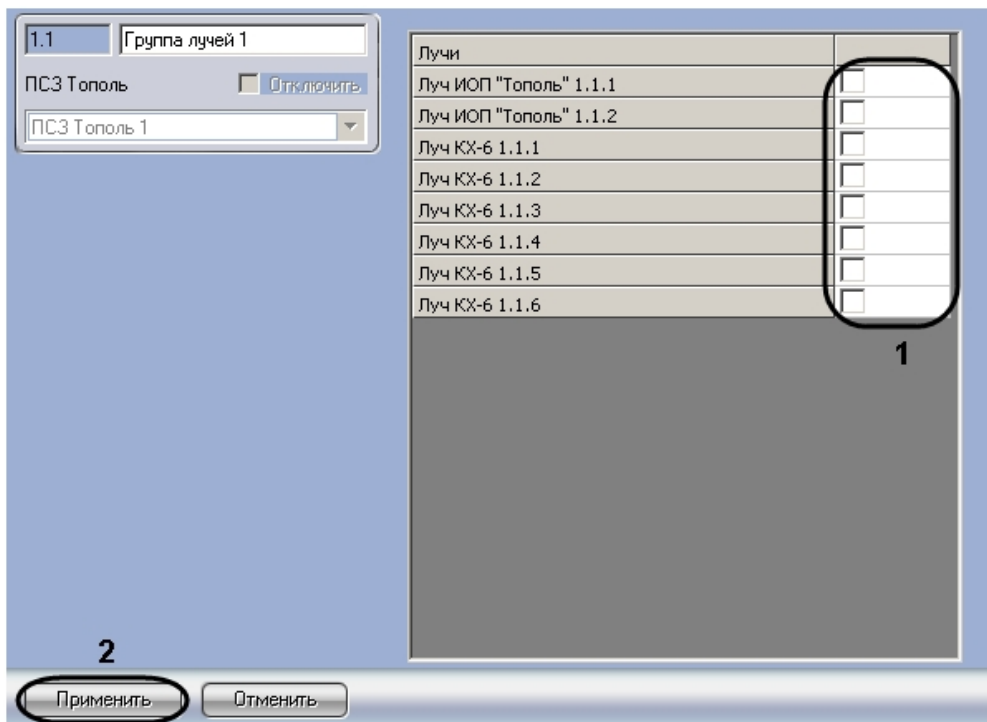 1.1 Группа лучей 1
ПСЗ Тополь Отключить
ПСЗ Тополь 1
Лучи
Луч ИОП "Тополь" 1.1.1
Луч ИОП "Тополь" 1.1.2
Луч КХ-6 1.1.1
Луч КХ-6 1.1.2
Луч КХ-6 1.1.3
Луч КХ-6 1.1.4
Луч КХ-6 1.1.5
Луч КХ-6 1.1.6
1
2
Применить Отменить